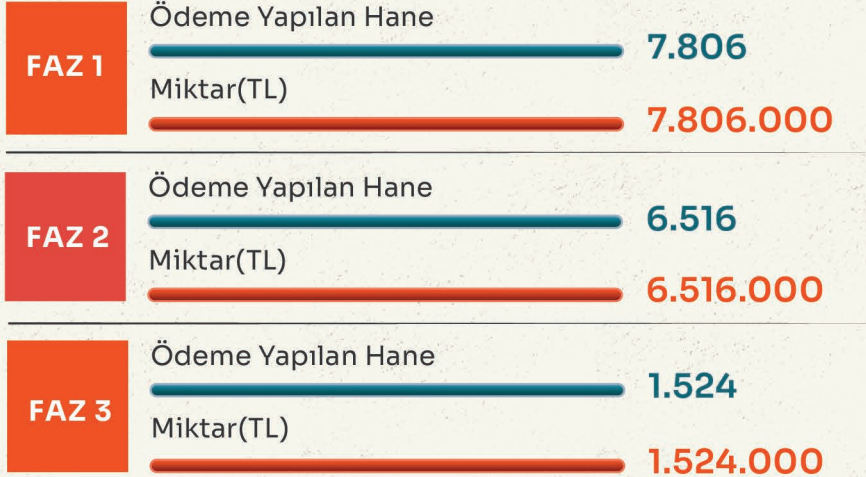 FAZ 1
Ödeme Yapılan Hane
7.806
Miktar(TL)
7.806.000
FAZ 2
Ödeme Yapılan Hane
6.516
Miktar(TL)
6.516.000
FAZ 3
Ödeme Yapılan Hane
1.524
Miktar(TL)
1.524.000